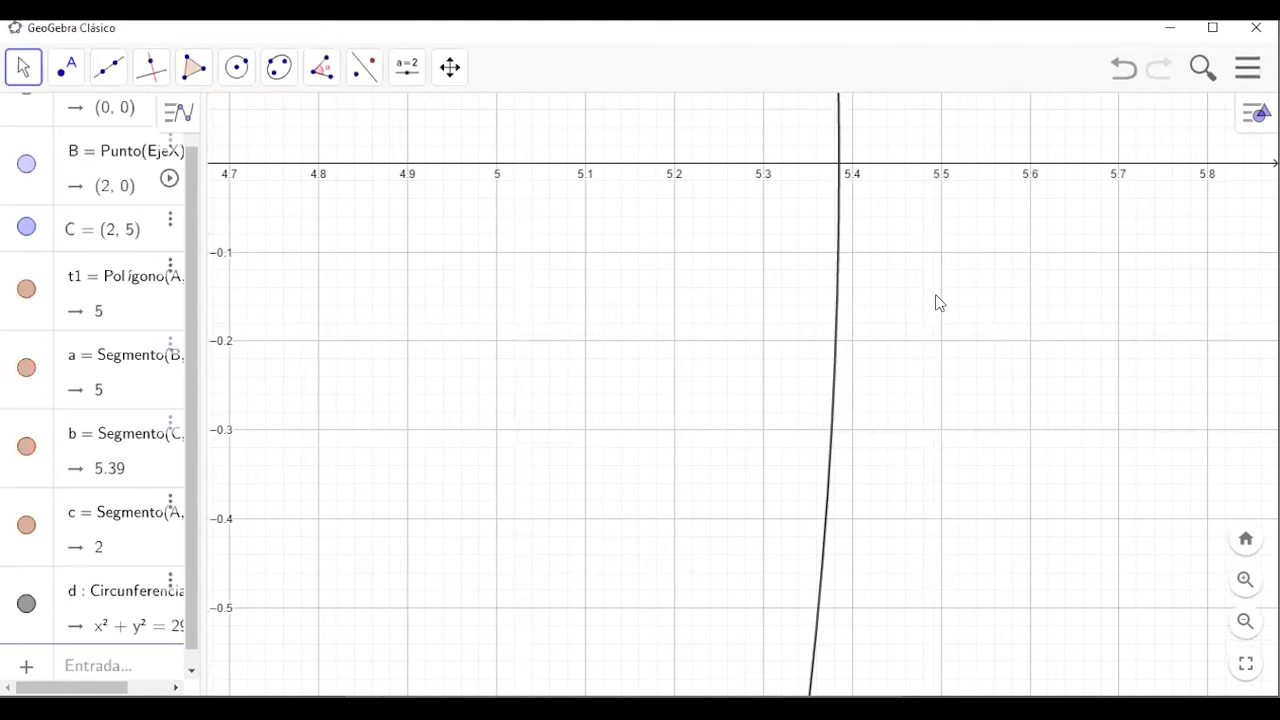 GeoGebra Clásico
A
a=2
→ (0, 0)
B = Punto(EjeX)
→ (2, 0)
C = (2, 5)
t1 = Polígono(A,
→ 5
a = Segmento(B,
→ 5
b = Segmento(C,
→ 5.39
c = Segmento(A,
→ 2
d : Circunferencia
→ x² + y² = 29
Entrada...
4.7 4.8 4.9 5 5.1 5.2 5.3 5.4 5.5 5.6 5.7 5.8
−0.1
−0.2
−0.3
−0.4
−0.5